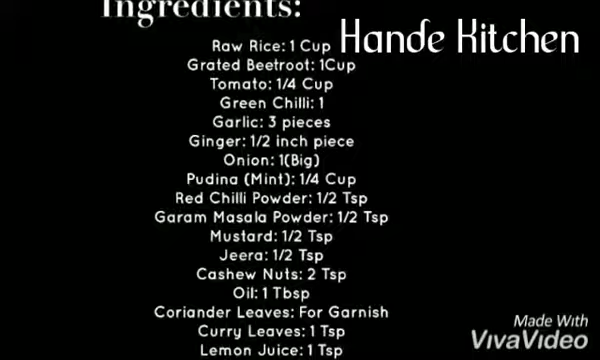 Ingredients:
Hande Kitchen
Raw Rice: 1 Cup
Grated Beetroot: 1Cup
Tomato: 1/4 Cup
Green Chilli: 1
Garlic: 3 pieces
Ginger: 1/2 inch piece
Onion: 1(Big)
Pudina (Mint): 1/4 Cup
Red Chilli Powder: 1/2 Tsp
Garam Masala Powder: 1/2 Tsp
Mustard: 1/2 Tsp
Jeera: 1/2 Tsp
Cashew Nuts: 2 Tsp
Oil: 1 Tbsp
Coriander Leaves: For Garnish
Curry Leaves: 1 Tsp
Lemon Juice: 1 Tsp
Made With
VivaVideo